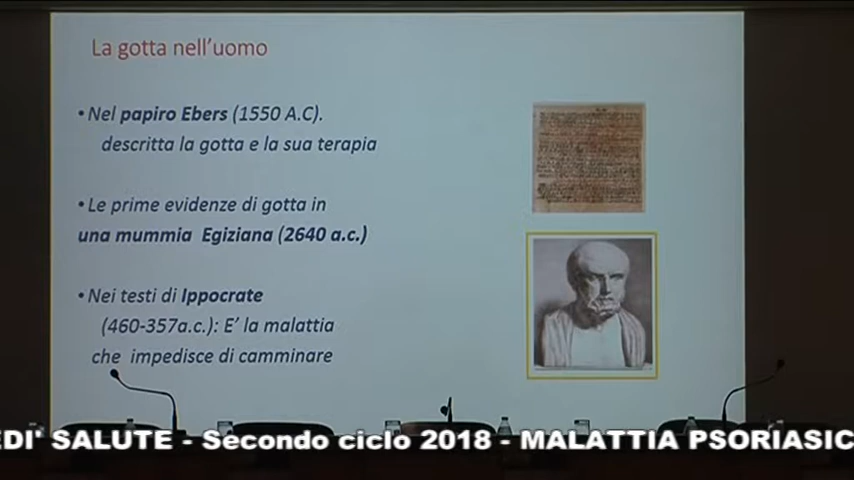 La gotta nell'uomo
• Nel papiro Ebers (1550 A.C).
descritta la gotta e la sua terapia
• Le prime evidenze di gotta in
una mummia Egiziana (2640 a.c.)
• Nei testi di Ippocrate
(460-357a.c.): E' la malattia
che impedisce di camminare
EDI' SALUTE - Secondo ciclo 2018 - MALATTIA PSORIASIC